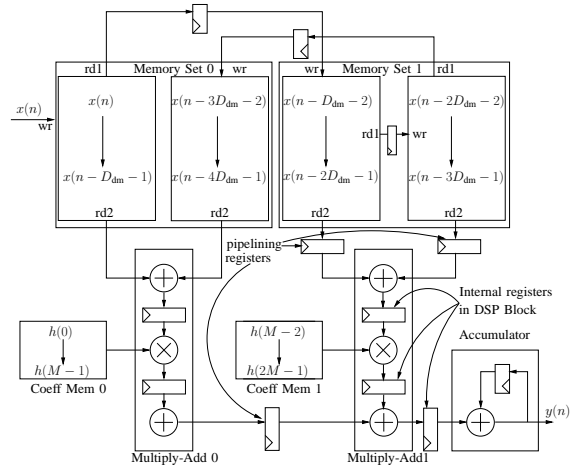 rd1
Memory Set 0
wr
wr
Memory Set 1
rd1
x(n)
wr
x(n)
x(n−D_dm−1)
rd2
x(n−3D_dm−2)
x(n−4D_dm−1)
rd2
x(n−D_dm−2)
x(n−2D_dm−1)
rd2
rd1
wr
x(n−2D_dm−2)
x(n−3D_dm−1)
rd2
pipelining
registers
Internal registers
in DSP Block
h(0)
h(M−1)
Coeff Mem 0
h(M−2)
h(2M−1)
Coeff Mem 1
Accumulator
y(n)
Multiply-Add 0
Multiply-Add1